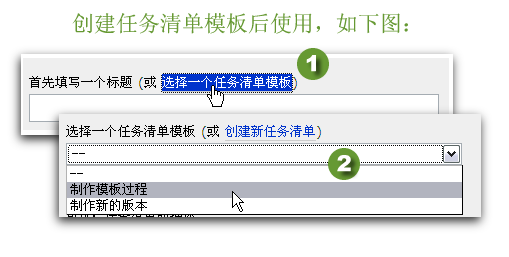 创建任务清单模板后使用，如下图：
1
首先填写一个标题 (或 选择一个任务清单模板)
选择一个任务清单模板 (或 创建新任务清单)
--
2
--
制作模板过程
制作新的版本